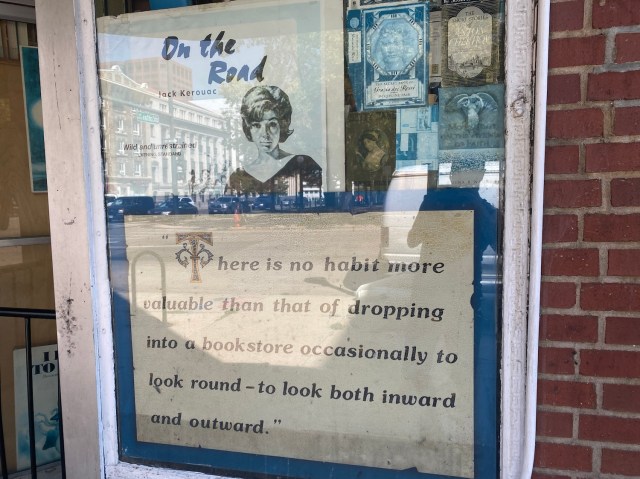 On the
Road
Jack Kerouac
" There is no habit more
valuable than that of dropping
into a bookstore occasionally to
look round – to look both inward
and outward."